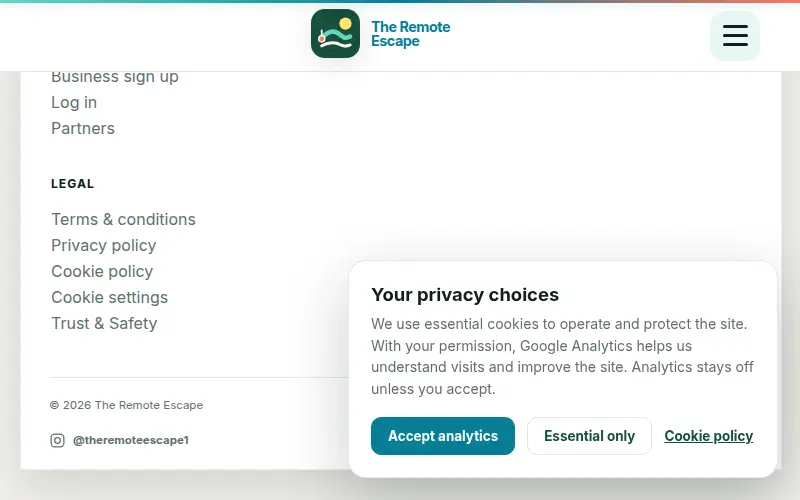 The Remote
Escape
Business sign up
Log in
Partners
LEGAL
Terms & conditions
Privacy policy
Cookie policy
Cookie settings
Trust & Safety
© 2026 The Remote Escape
@theremoteescape1
Your privacy choices
We use essential cookies to operate and protect the site.
With your permission, Google Analytics helps us
understand visits and improve the site. Analytics stays off
unless you accept.
Accept analytics
Essential only
Cookie policy